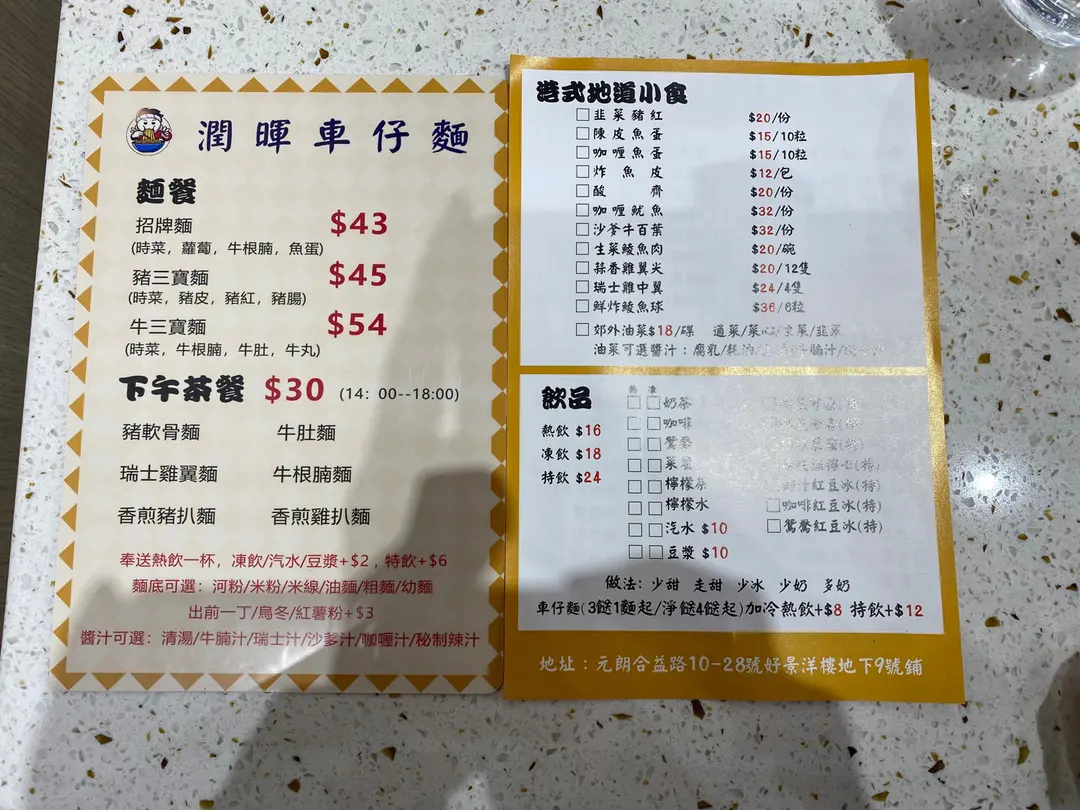 潤暉車仔麵
麵餐
招牌麵 $43
(時菜，蘿蔔，牛根腩，魚蛋)
豬三寶麵 $45
(時菜，豬皮，豬紅，豬腸)
牛三寶麵 $54
(時菜，牛根腩，牛肚，牛丸)
下午茶餐 $30 (14：00--18:00)
豬軟骨麵 牛肚麵
瑞士雞翼麵 牛根腩麵
香煎豬扒麵 香煎雞扒麵
奉送熱飲一杯，凍飲/汽水/豆漿+$2，特飲+$6
麵底可選：河粉/米粉/米線/油麵/粗麵/幼麵
出前一丁/烏冬/紅薯粉+$3
醬汁可選：清湯/牛腩汁/瑞士汁/沙爹汁/咖喱汁/秘制辣汁
港式地道小食
韭菜豬紅 $20/份
陳皮魚蛋 $15/10粒
咖喱魚蛋 $15/10粒
炸魚皮 $12/包
酸齊 $20/份
咖喱魷魚 $32/份
沙爹牛百葉 $32/份
生菜鯪魚肉 $20/碗
蒜香雞翼尖 $20/12隻
瑞士雞中翼 $24/4隻
鮮炸鯪魚球 $36/6粒
郊外油菜$18/碟 通菜/菜心/生菜/韭菜
油菜可選醬汁：腐乳/蚝油/
飲品
熱 凍
熱飲 $16
凍飲 $18
特飲 $24
奶茶
咖啡
鴛鴦
檸檬茶
檸檬水
汽水 $10
豆漿 $10
紅豆冰(特)
咖啡紅豆冰(特)
鴛鴦紅豆冰(特)
做法：少甜 走甜 少冰 少奶 多奶
車仔麵(3餸1麵起/淨餸4餸起)加冷熱飲+$8 特飲+$12
地址：元朗合益路10-28號好景洋樓地下9號鋪